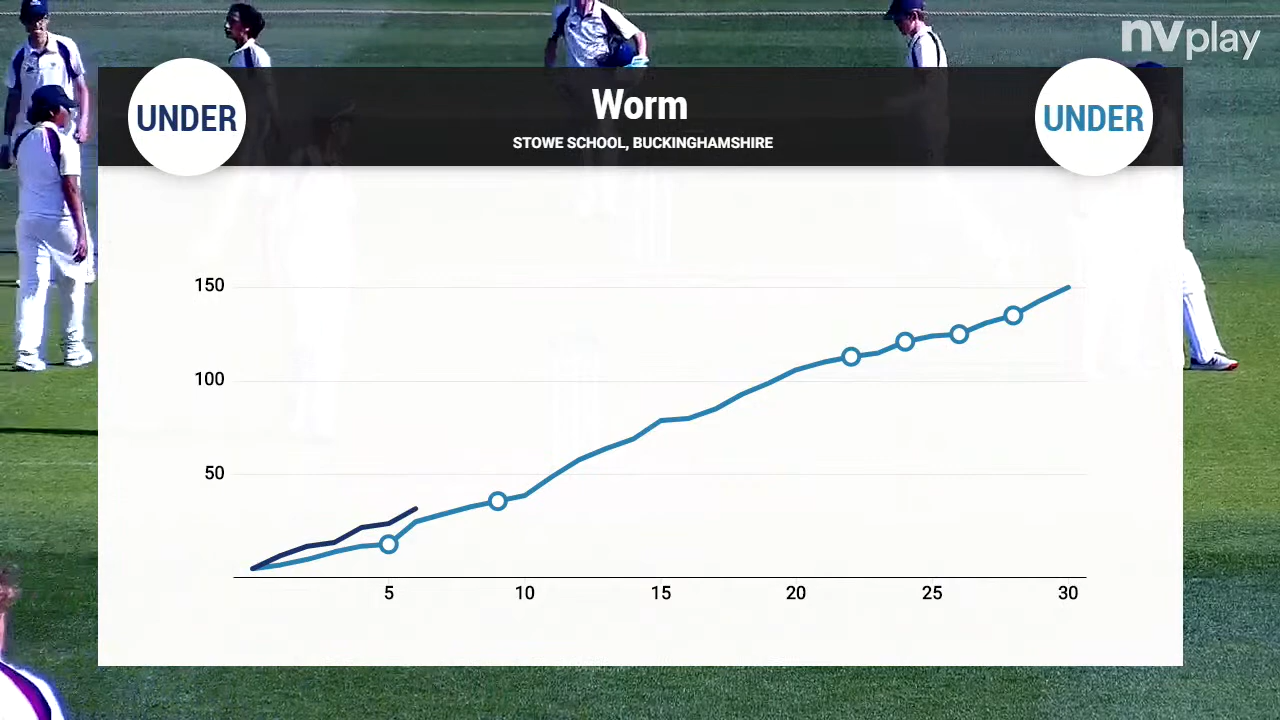 nvplay
UNDER
Worm
UNDER
STOWE SCHOOL, BUCKINGHAMSHIRE
150
100
50
5 10 15 20 25 30